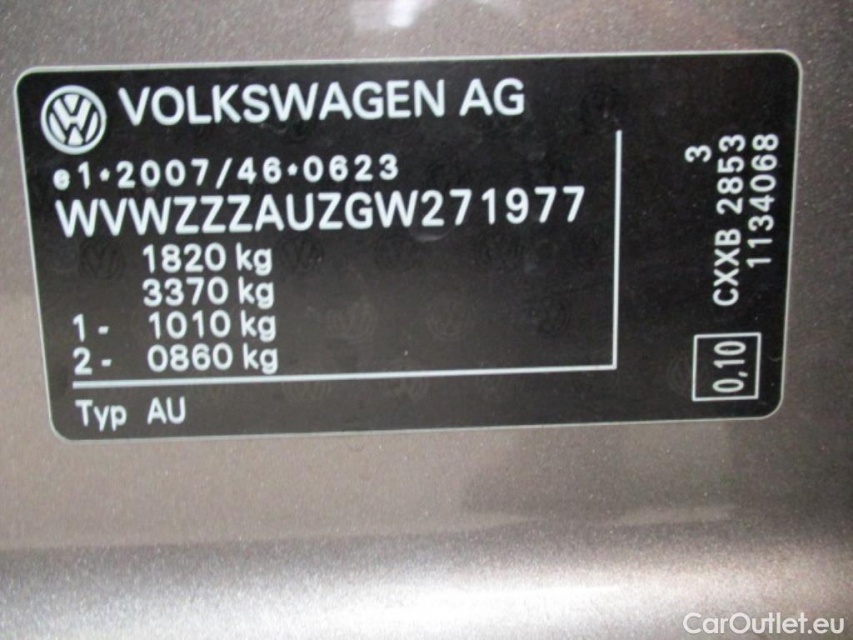 VOLKSWAGEN AG
e1*2007/46*0623
WVWZZZAUZGW271977
1820 kg
3370 kg
1 - 1010 kg
2 - 0860 kg
Typ AU
3
CXXB 2853
1134068
0,10
CarOutlet.eu